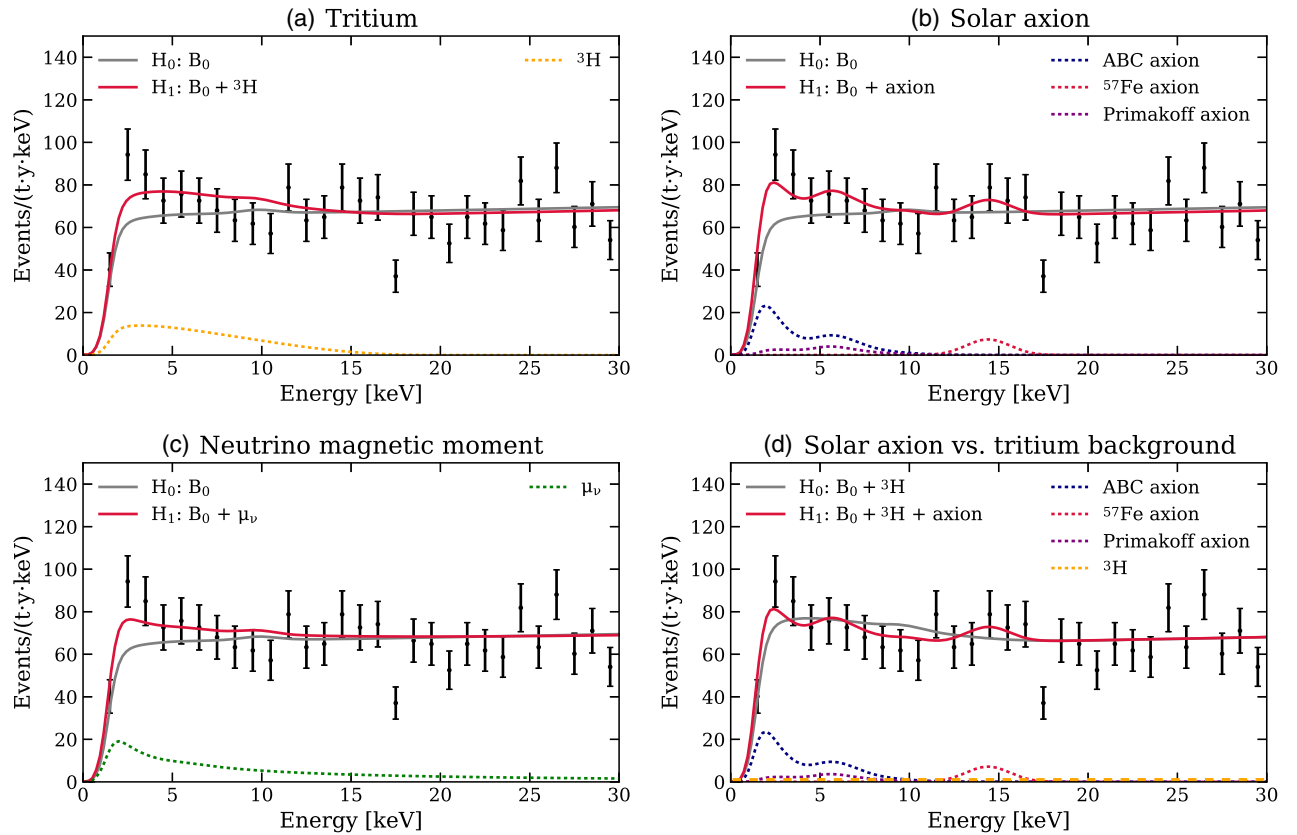 (a) Tritium
H₀: B₀
H₁: B₀ + ³H
³H
Events/(t·y·keV)
140
120
100
80
60
40
20
0
0 5 10 15 20 25 30
Energy [keV]
(b) Solar axion
H₀: B₀
H₁: B₀ + axion
ABC axion
⁵⁷Fe axion
Primakoff axion
Events/(t·y·keV)
140
120
100
80
60
40
20
0
0 5 10 15 20 25 30
Energy [keV]
(c) Neutrino magnetic moment
H₀: B₀
H₁: B₀ + μᵥ
μᵥ
Events/(t·y·keV)
140
120
100
80
60
40
20
0
0 5 10 15 20 25 30
Energy [keV]
(d) Solar axion vs. tritium background
H₀: B₀ + ³H
H₁: B₀ + ³H + axion
ABC axion
⁵⁷Fe axion
Primakoff axion
³H
Events/(t·y·keV)
140
120
100
80
60
40
20
0
0 5 10 15 20 25 30
Energy [keV]